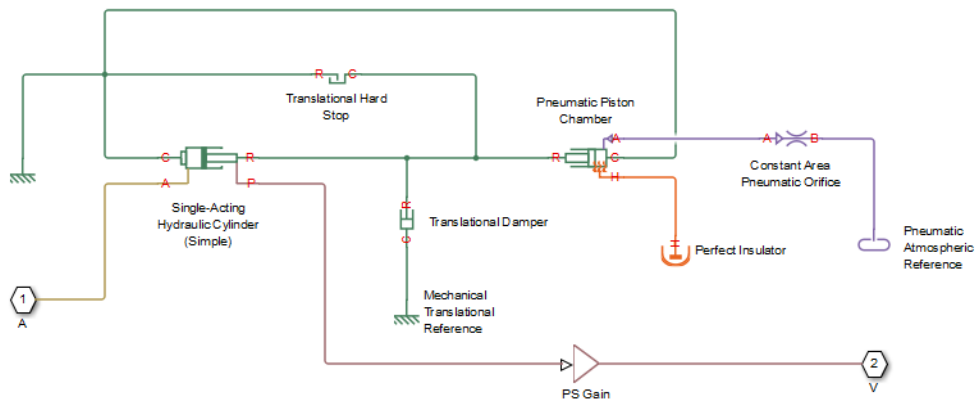 R
C
Translational Hard
Stop
Pneumatic Piston
Chamber
A
A
B
C
R
R
C
Constant Area
Pneumatic Orifice
A
P
H
Single-Acting
Hydraulic Cylinder
(Simple)
R
Translational Damper
C
H
Perfect Insulator
Pneumatic
Atmospheric
Reference
1
A
Mechanical
Translational
Reference
PS Gain
2
V